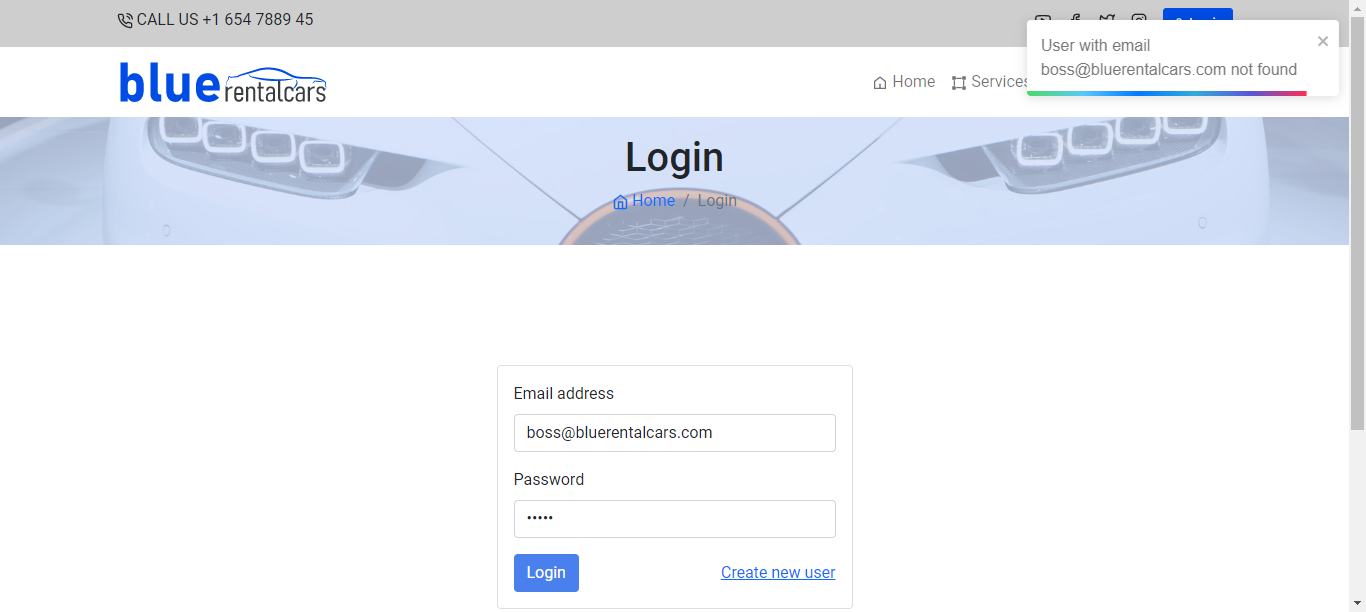 CALL US +1 654 7889 45
User with email
boss@bluerentalcars.com not found
blue rentalcars
Home
Services
Login
Home / Login
Email address
boss@bluerentalcars.com
Password
•••••
Login
Create new user